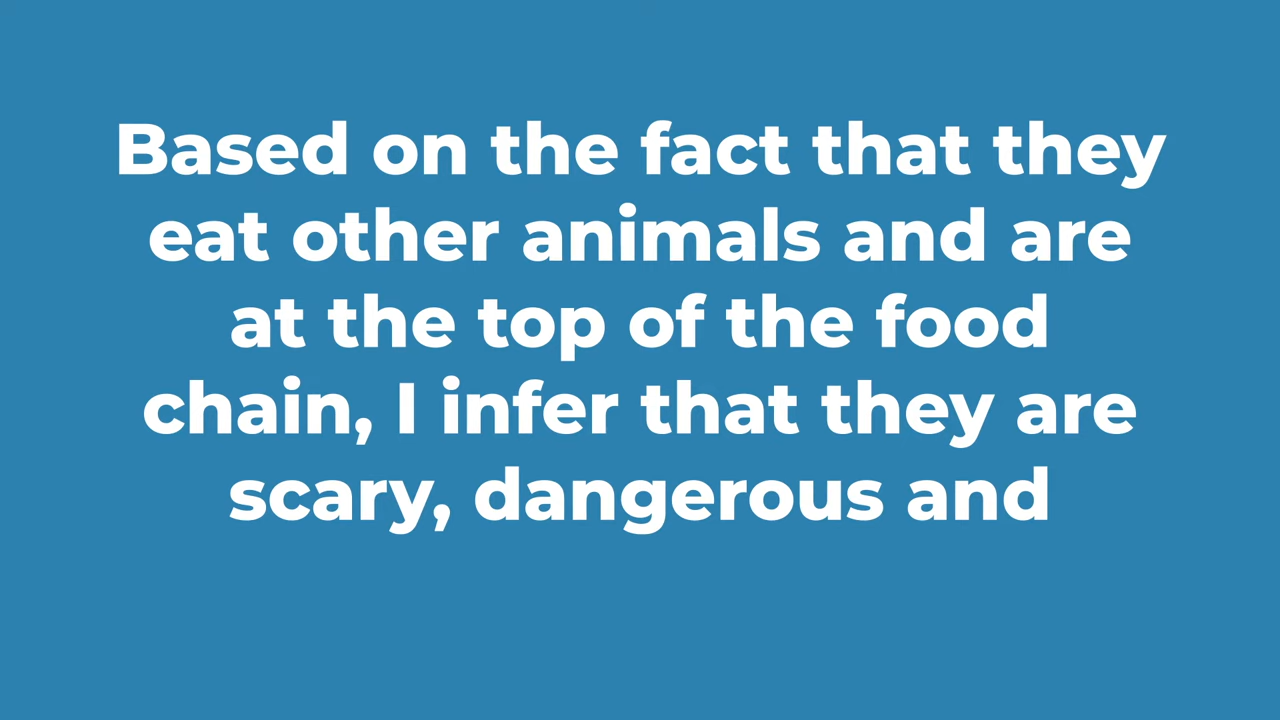 Based on the fact that they
eat other animals and are
at the top of the food
chain, I infer that they are
scary, dangerous and